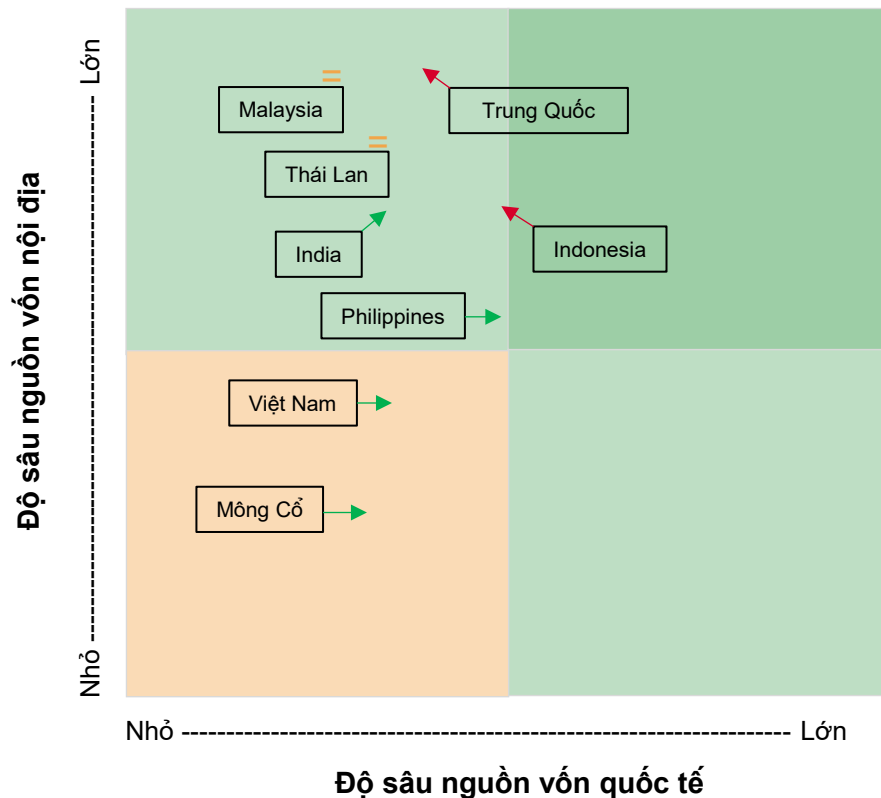 Độ sâu nguồn vốn nội địa
Lớn
Nhỏ
Malaysia
Trung Quốc
Thái Lan
India
Indonesia
Philippines
Việt Nam
Mông Cổ
Nhỏ
Lớn
Độ sâu nguồn vốn quốc tế